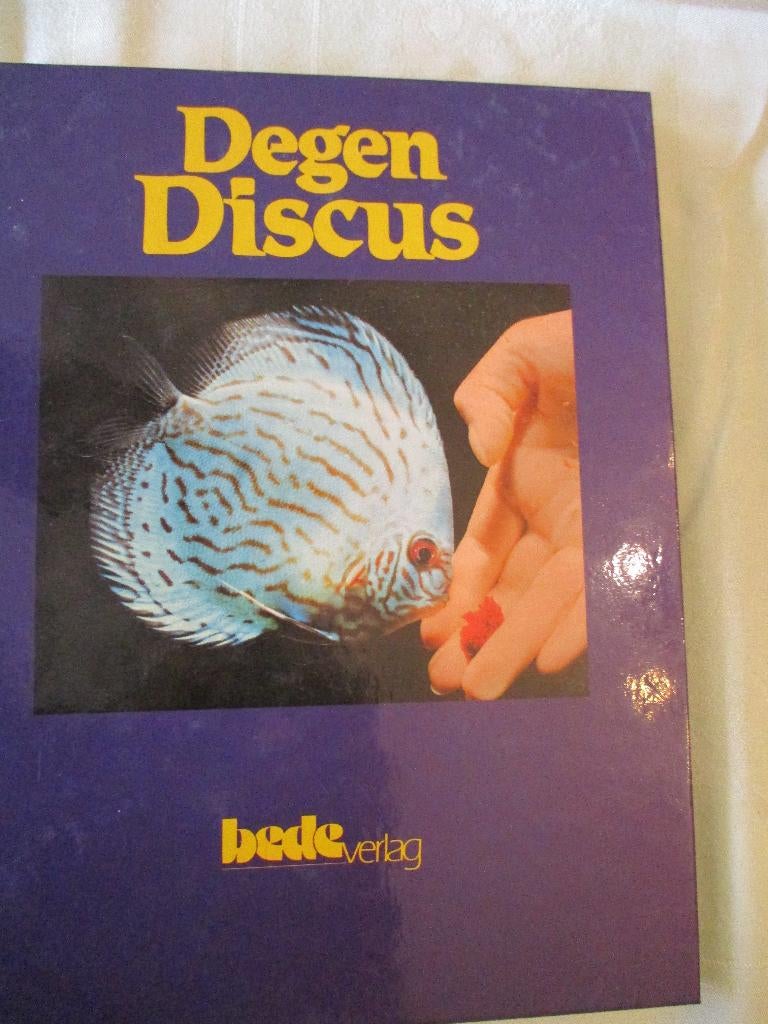 Degen
Discus
bede verlag